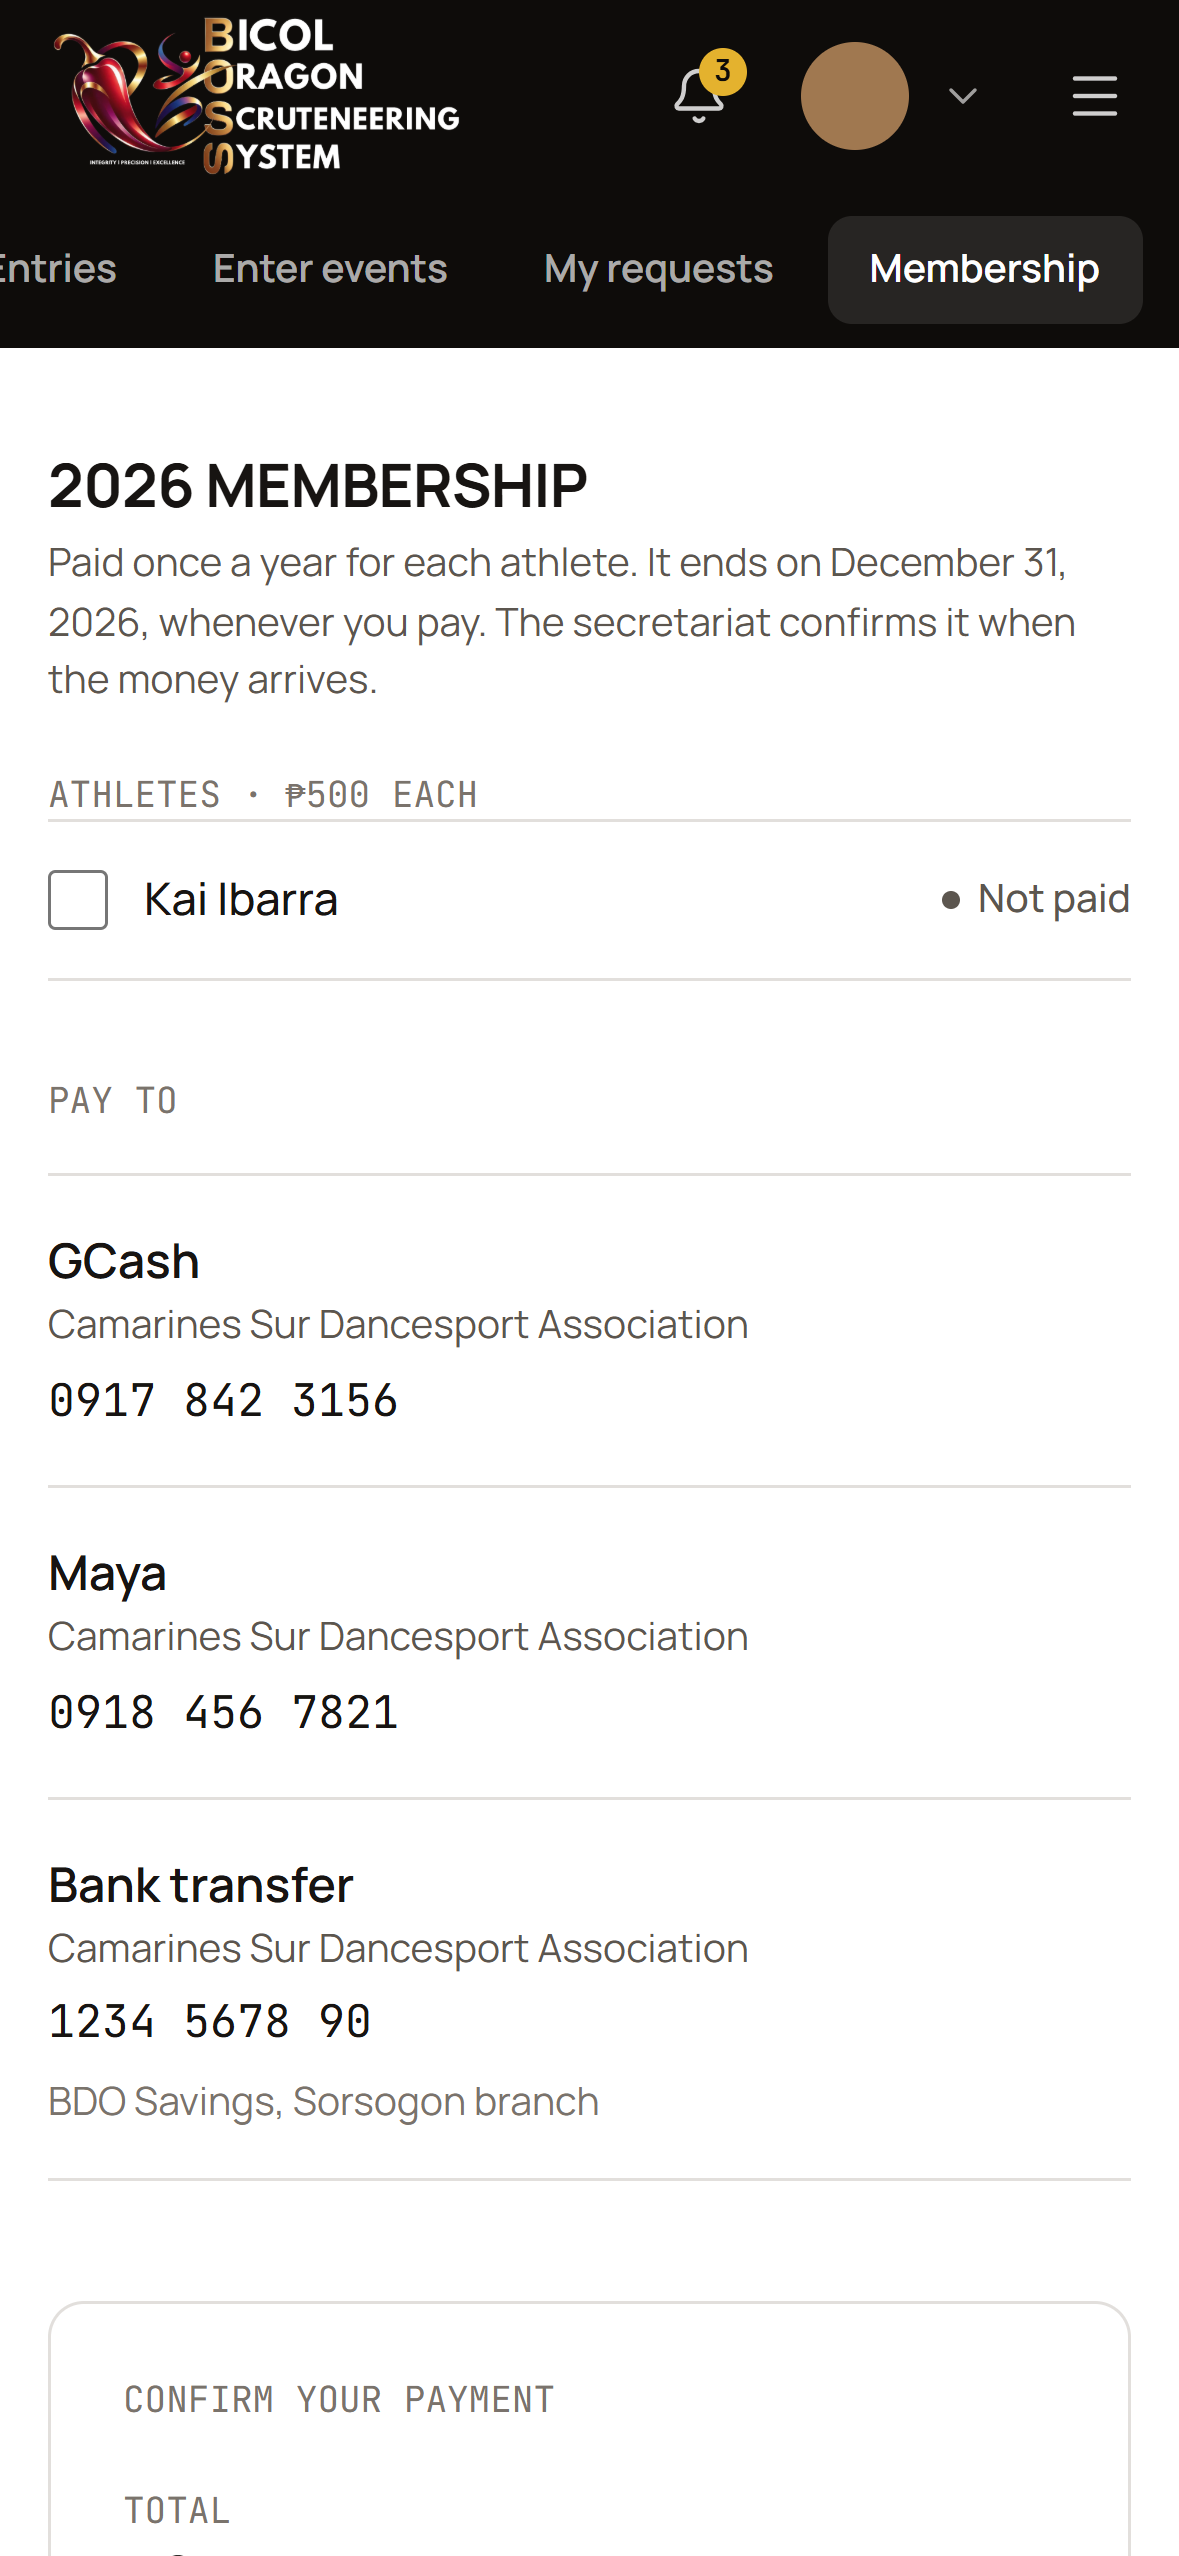 BICOL
ORAGON
SCRUTENEERING
SYSTEM
INTEGRITY | PRECISION | EXCELLENCE
3
Entries
Enter events
My requests
Membership
2026 MEMBERSHIP
Paid once a year for each athlete. It ends on December 31,
2026, whenever you pay. The secretariat confirms it when
the money arrives.
ATHLETES · ₱500 EACH
Kai Ibarra
Not paid
PAY TO
GCash
Camarines Sur Dancesport Association
0917 842 3156
Maya
Camarines Sur Dancesport Association
0918 456 7821
Bank transfer
Camarines Sur Dancesport Association
1234 5678 90
BDO Savings, Sorsogon branch
CONFIRM YOUR PAYMENT
TOTAL